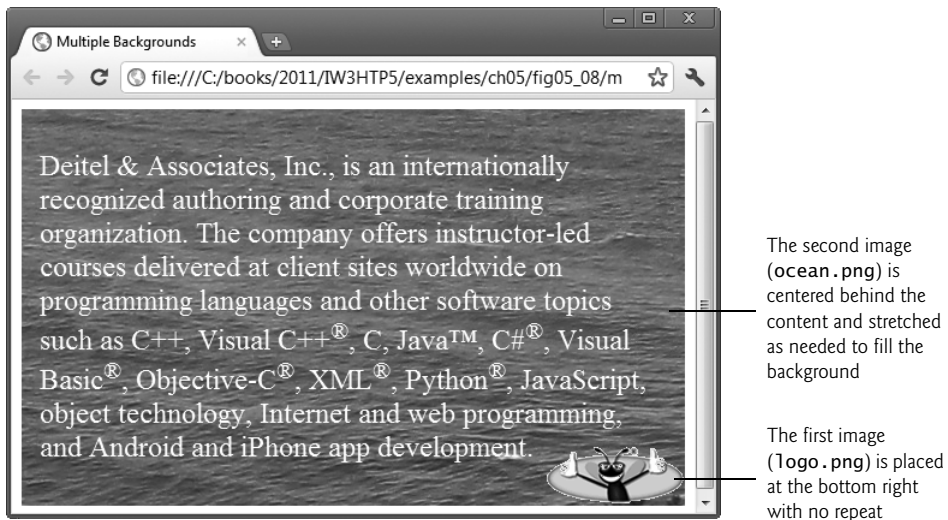 Multiple Backgrounds
file:///C:/books/2011/IW3HTP5/examples/ch05/fig05_08/m
Deitel & Associates, Inc., is an internationally
recognized authoring and corporate training
organization. The company offers instructor-led
courses delivered at client sites worldwide on
programming languages and other software topics
such as C++, Visual C++®, C, Java™, C#®, Visual
Basic®, Objective-C®, XML®, Python®, JavaScript,
object technology, Internet and web programming,
and Android and iPhone app development.
The second image
(ocean.png) is
centered behind the
content and stretched
as needed to fill the
background
The first image
(logo.png) is placed
at the bottom right
with no repeat